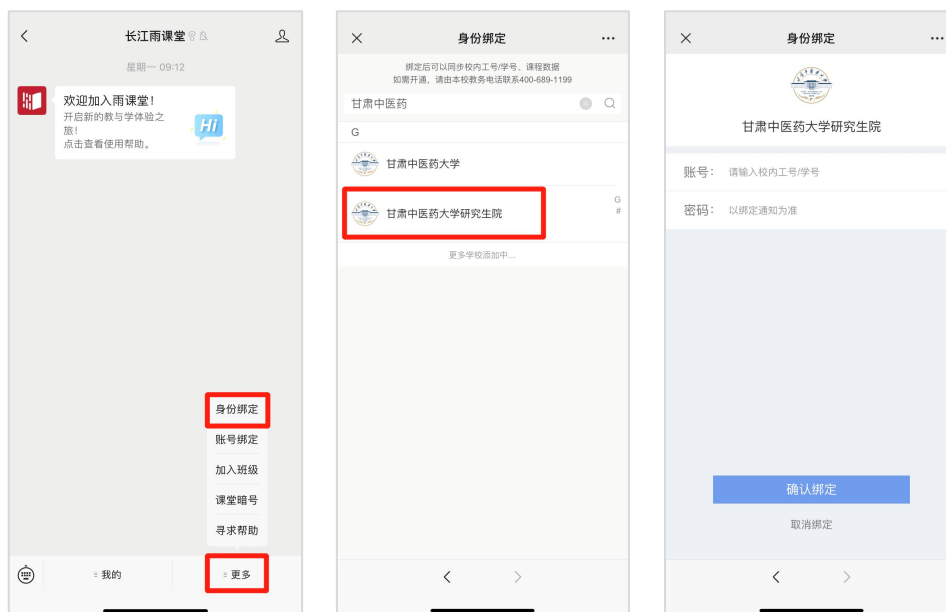 长江雨课堂
星期一 09:12
欢迎加入雨课堂！
开启新的教与学体验之
旅！
点击查看使用帮助。
Hi
身份绑定
账号绑定
加入班级
课堂暗号
寻求帮助
我的
更多
身份绑定
绑定后可以同步校内工号/学号、课程数据
如需开通，请由本校教务电话联系400-689-1199
甘肃中医药
G
甘肃中医药大学
甘肃中医药大学研究生院
G
#
更多学校添加中...
身份绑定
甘肃中医药大学研究生院
账号： 请输入校内工号/学号
密码： 以绑定通知为准
确认绑定
取消绑定